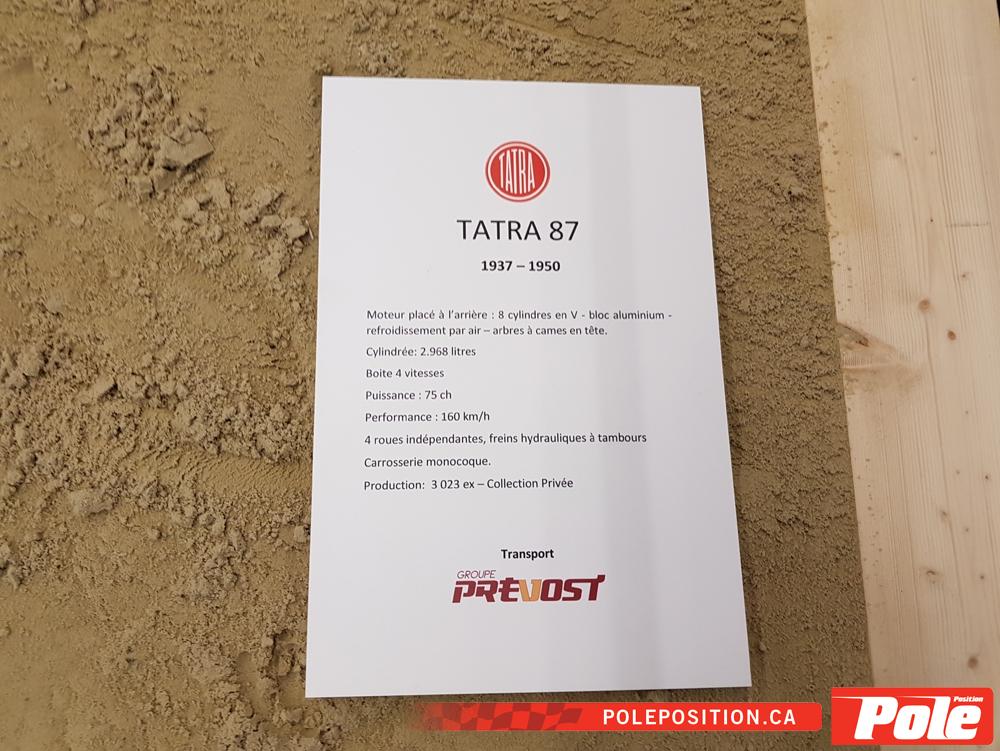 TATRA
TATRA 87
1937 – 1950
Moteur placé à l'arrière : 8 cylindres en V - bloc aluminium -
refroidissement par air – arbres à cames en tête.
Cylindrée: 2.968 litres
Boite 4 vitesses
Puissance : 75 ch
Performance : 160 km/h
4 roues indépendantes, freins hydrauliques à tambours
Carrosserie monocoque.
Production: 3 023 ex – Collection Privée
Transport
GROUPE
PREVOST
POLEPOSITION.CA
Pole Position